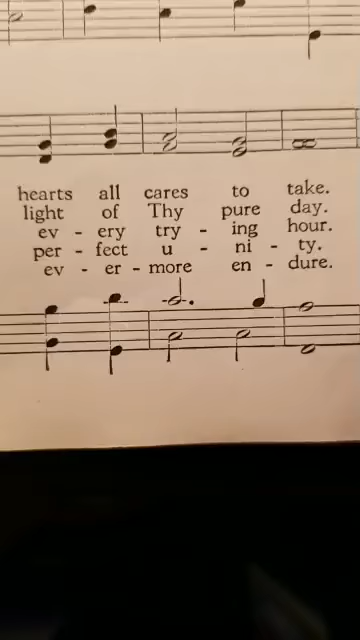 hearts all cares to take.
light of Thy pure day.
ev - ery try - ing hour.
per - fect u - ni - ty.
ev - er - more en - dure.